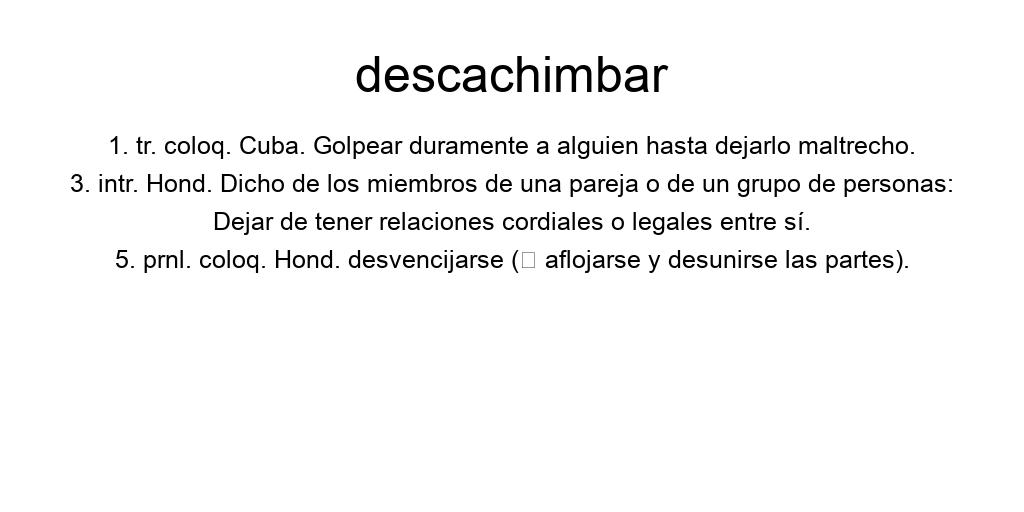 descachimbar
1. tr. coloq. Cuba. Golpear duramente a alguien hasta dejarlo maltrecho.
3. intr. Hond. Dicho de los miembros de una pareja o de un grupo de personas:
Dejar de tener relaciones cordiales o legales entre sí.
5. prnl. coloq. Hond. desvencijarse (□ aflojarse y desunirse las partes).